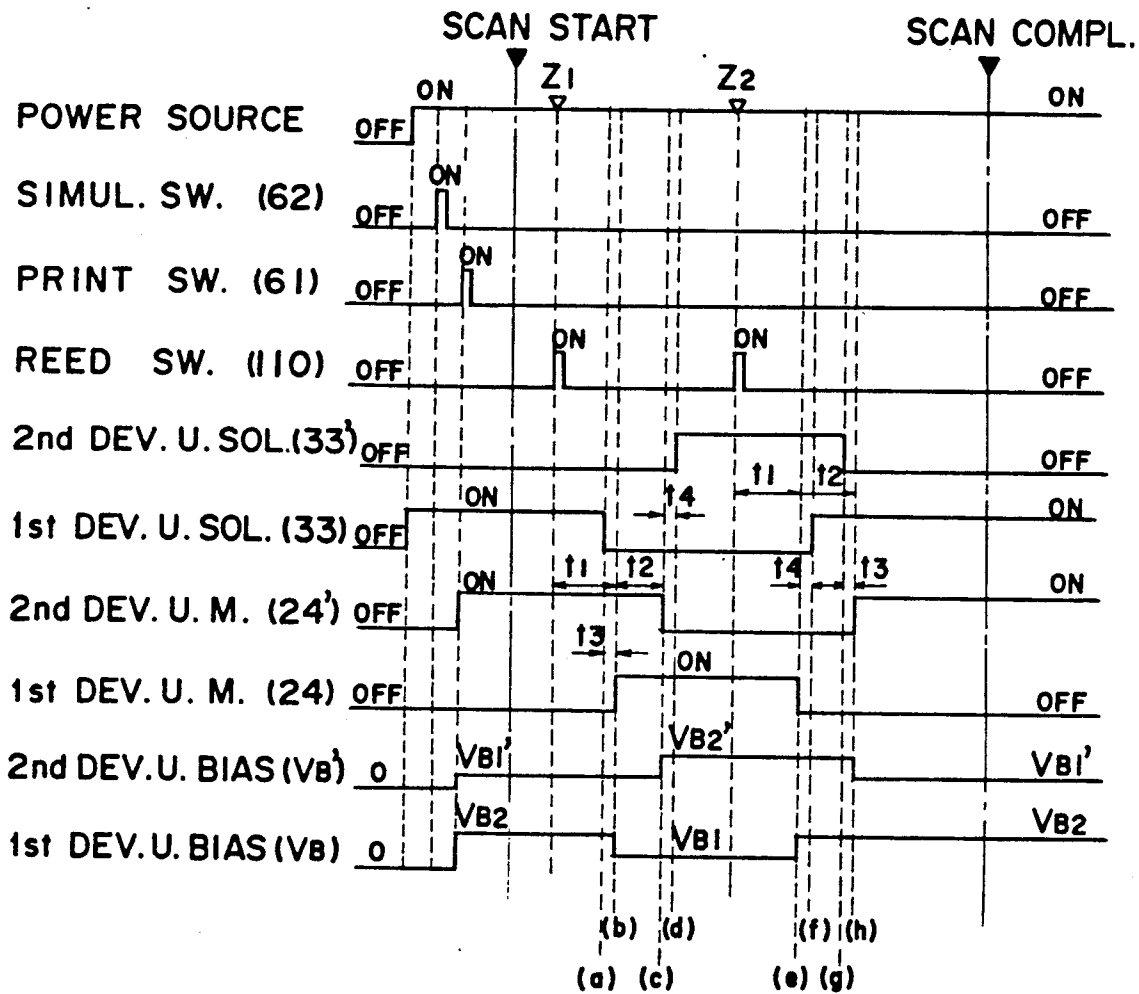 SCAN START
SCAN COMPL.
Z1 Z2
POWER SOURCE OFF ON ON
SIMUL. SW. (62) OFF ON OFF
PRINT SW. (61) OFF ON OFF
REED SW. (110) OFF ON ON OFF
2nd DEV. U. SOL.(33') OFF OFF
t1 t2
t4
1st DEV. U. SOL. (33) OFF ON ON
t1 t2 t4 t3
2nd DEV. U. M. (24') OFF ON ON
t3
1st DEV. U. M. (24) OFF ON OFF
2nd DEV. U. BIAS (VB') 0 VB1' VB2' VB1'
1st DEV. U. BIAS (VB) 0 VB2 VB1 VB2
(b) (d) (f) (h)
(a) (c) (e) (g)